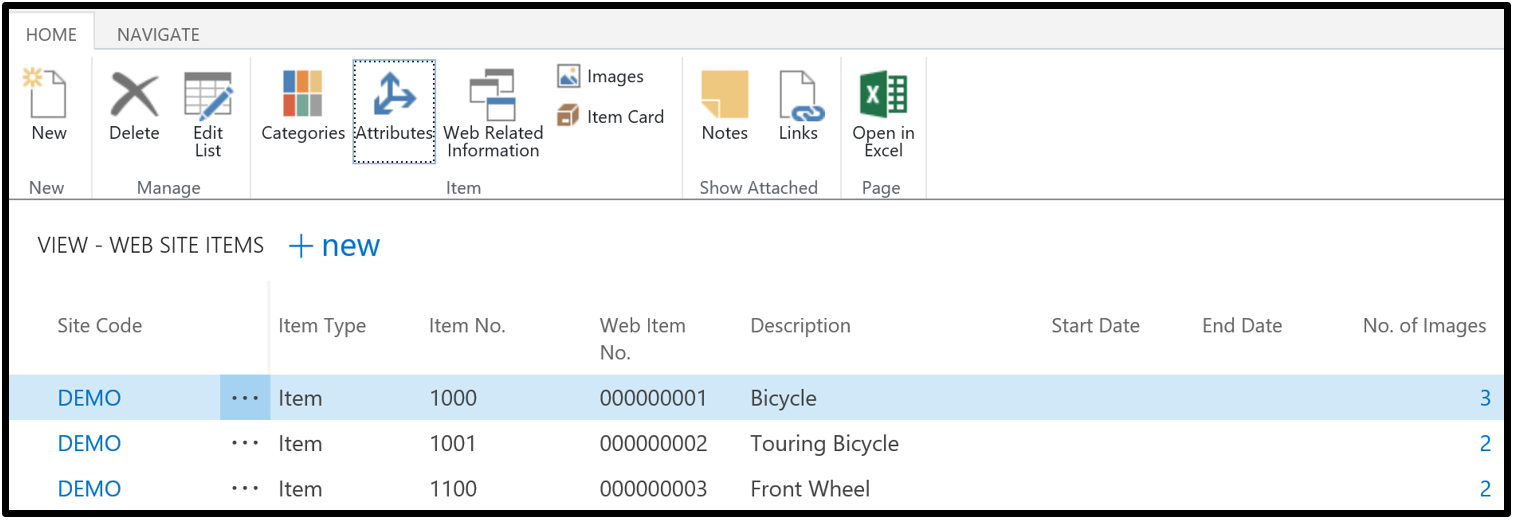 HOME NAVIGATE
New
Delete
Edit
List
Categories
Attributes
Web Related
Information
Images
Item Card
Notes
Links
Open in
Excel
New Manage Item Show Attached Page
VIEW - WEB SITE ITEMS + new
Site Code Item Type Item No. Web Item
No. Description Start Date End Date No. of Images
DEMO ··· Item 1000 000000001 Bicycle 3
DEMO ··· Item 1001 000000002 Touring Bicycle 2
DEMO ··· Item 1100 000000003 Front Wheel 2